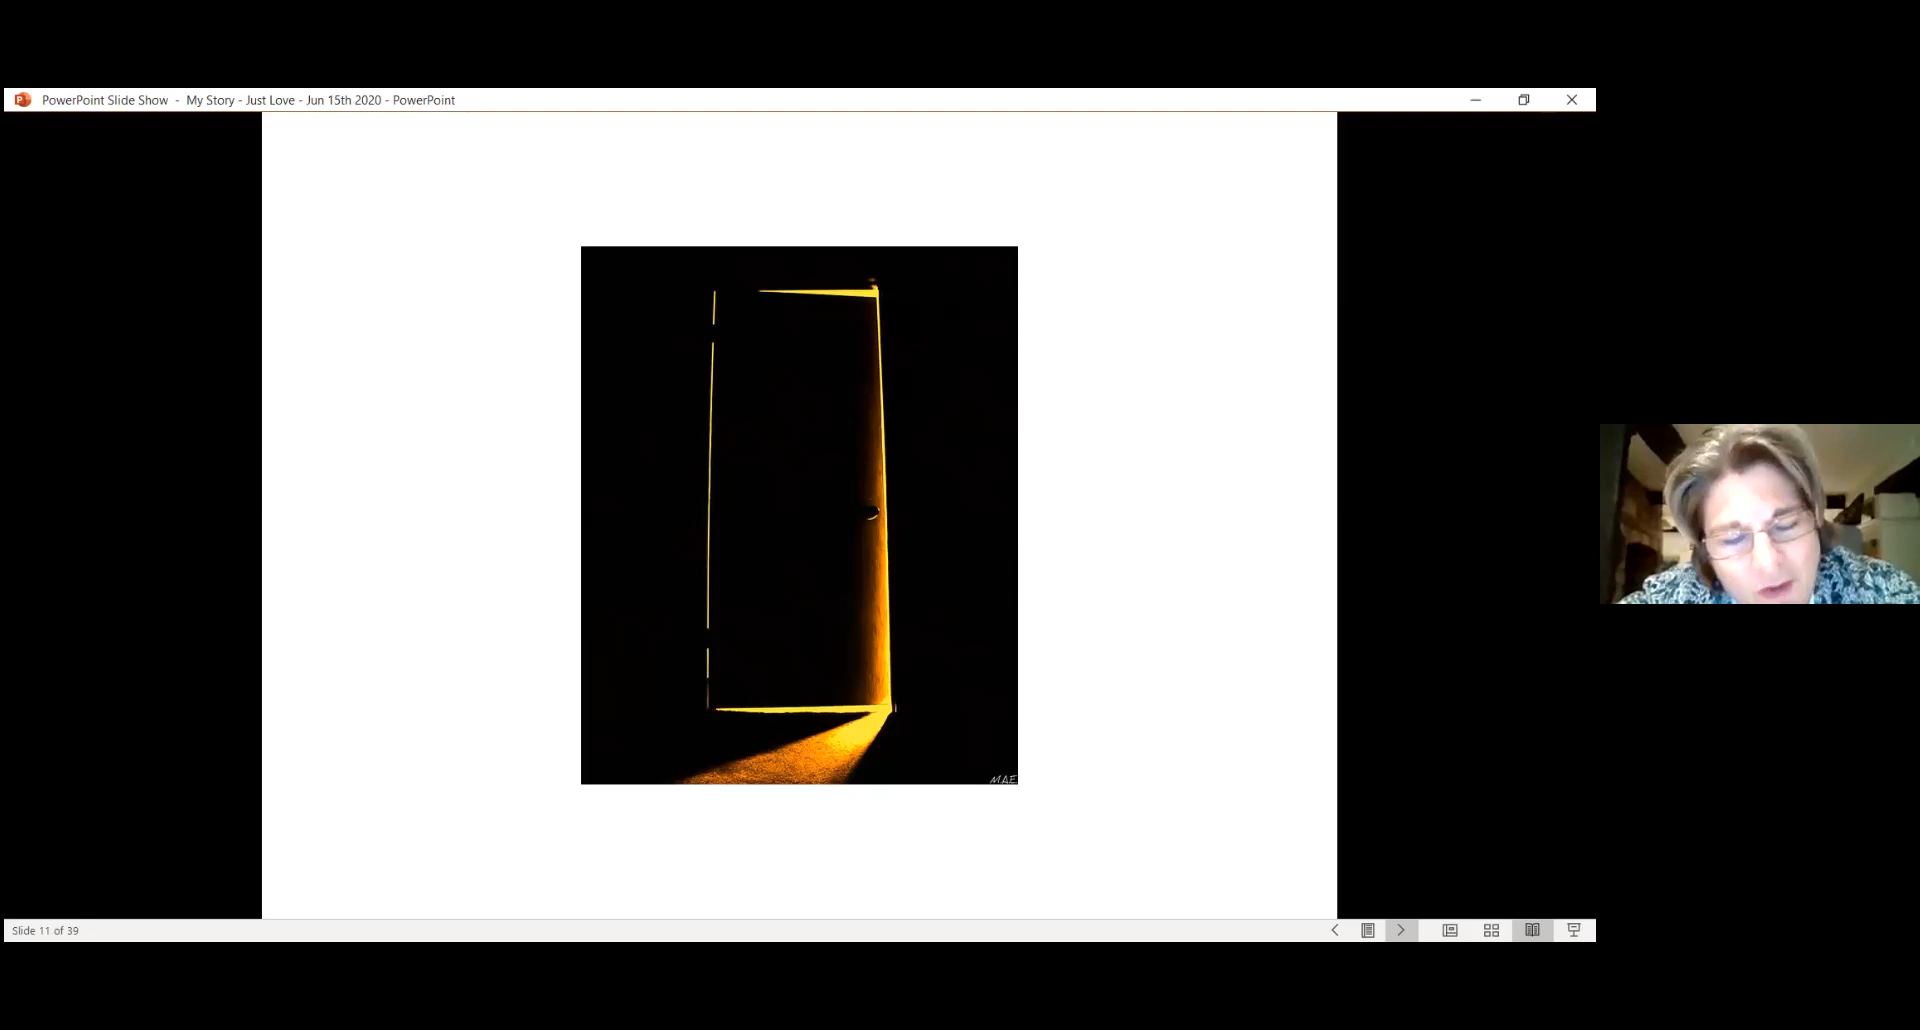 PowerPoint Slide Show - My Story - Just Love - Jun 15th 2020 - PowerPoint
MAE
Slide 11 of 39